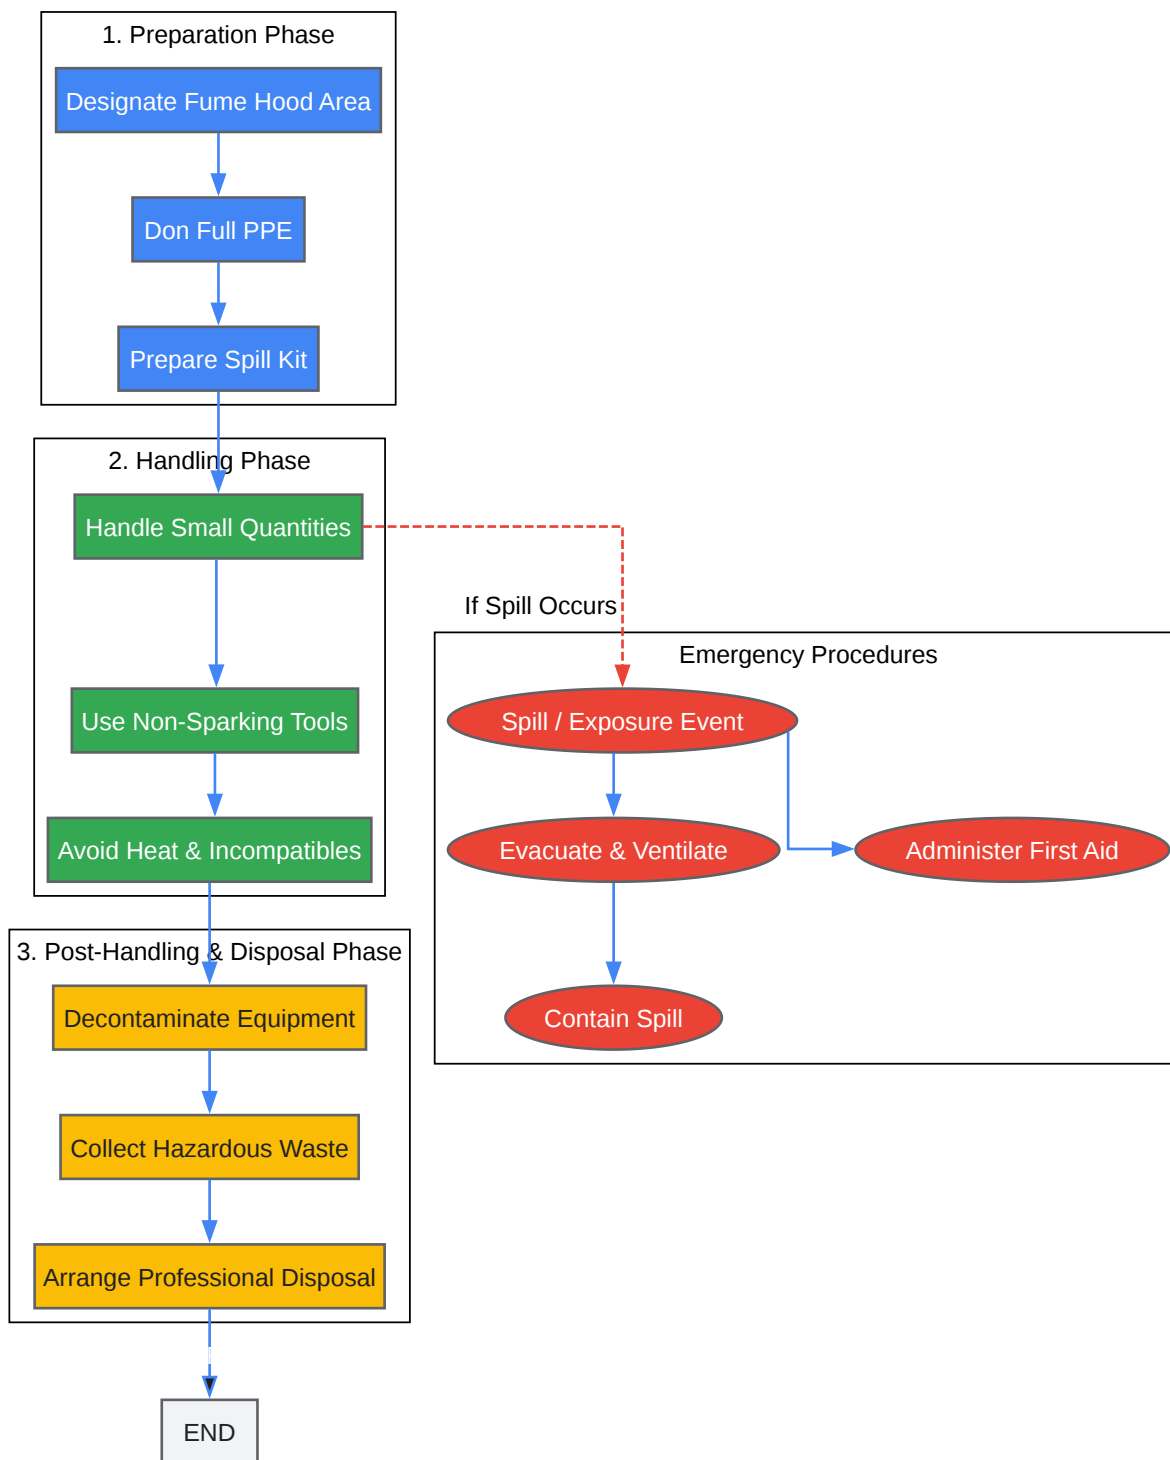 1. Preparation Phase
Designate Fume Hood Area
Don Full PPE
Prepare Spill Kit
2. Handling Phase
Handle Small Quantities
If Spill Occurs
Emergency Procedures
Use Non-Sparking Tools
Spill / Exposure Event
Avoid Heat & Incompatibles
Evacuate & Ventilate
Administer First Aid
3. Post-Handling & Disposal Phase
Decontaminate Equipment
Contain Spill
Collect Hazardous Waste
Arrange Professional Disposal
END